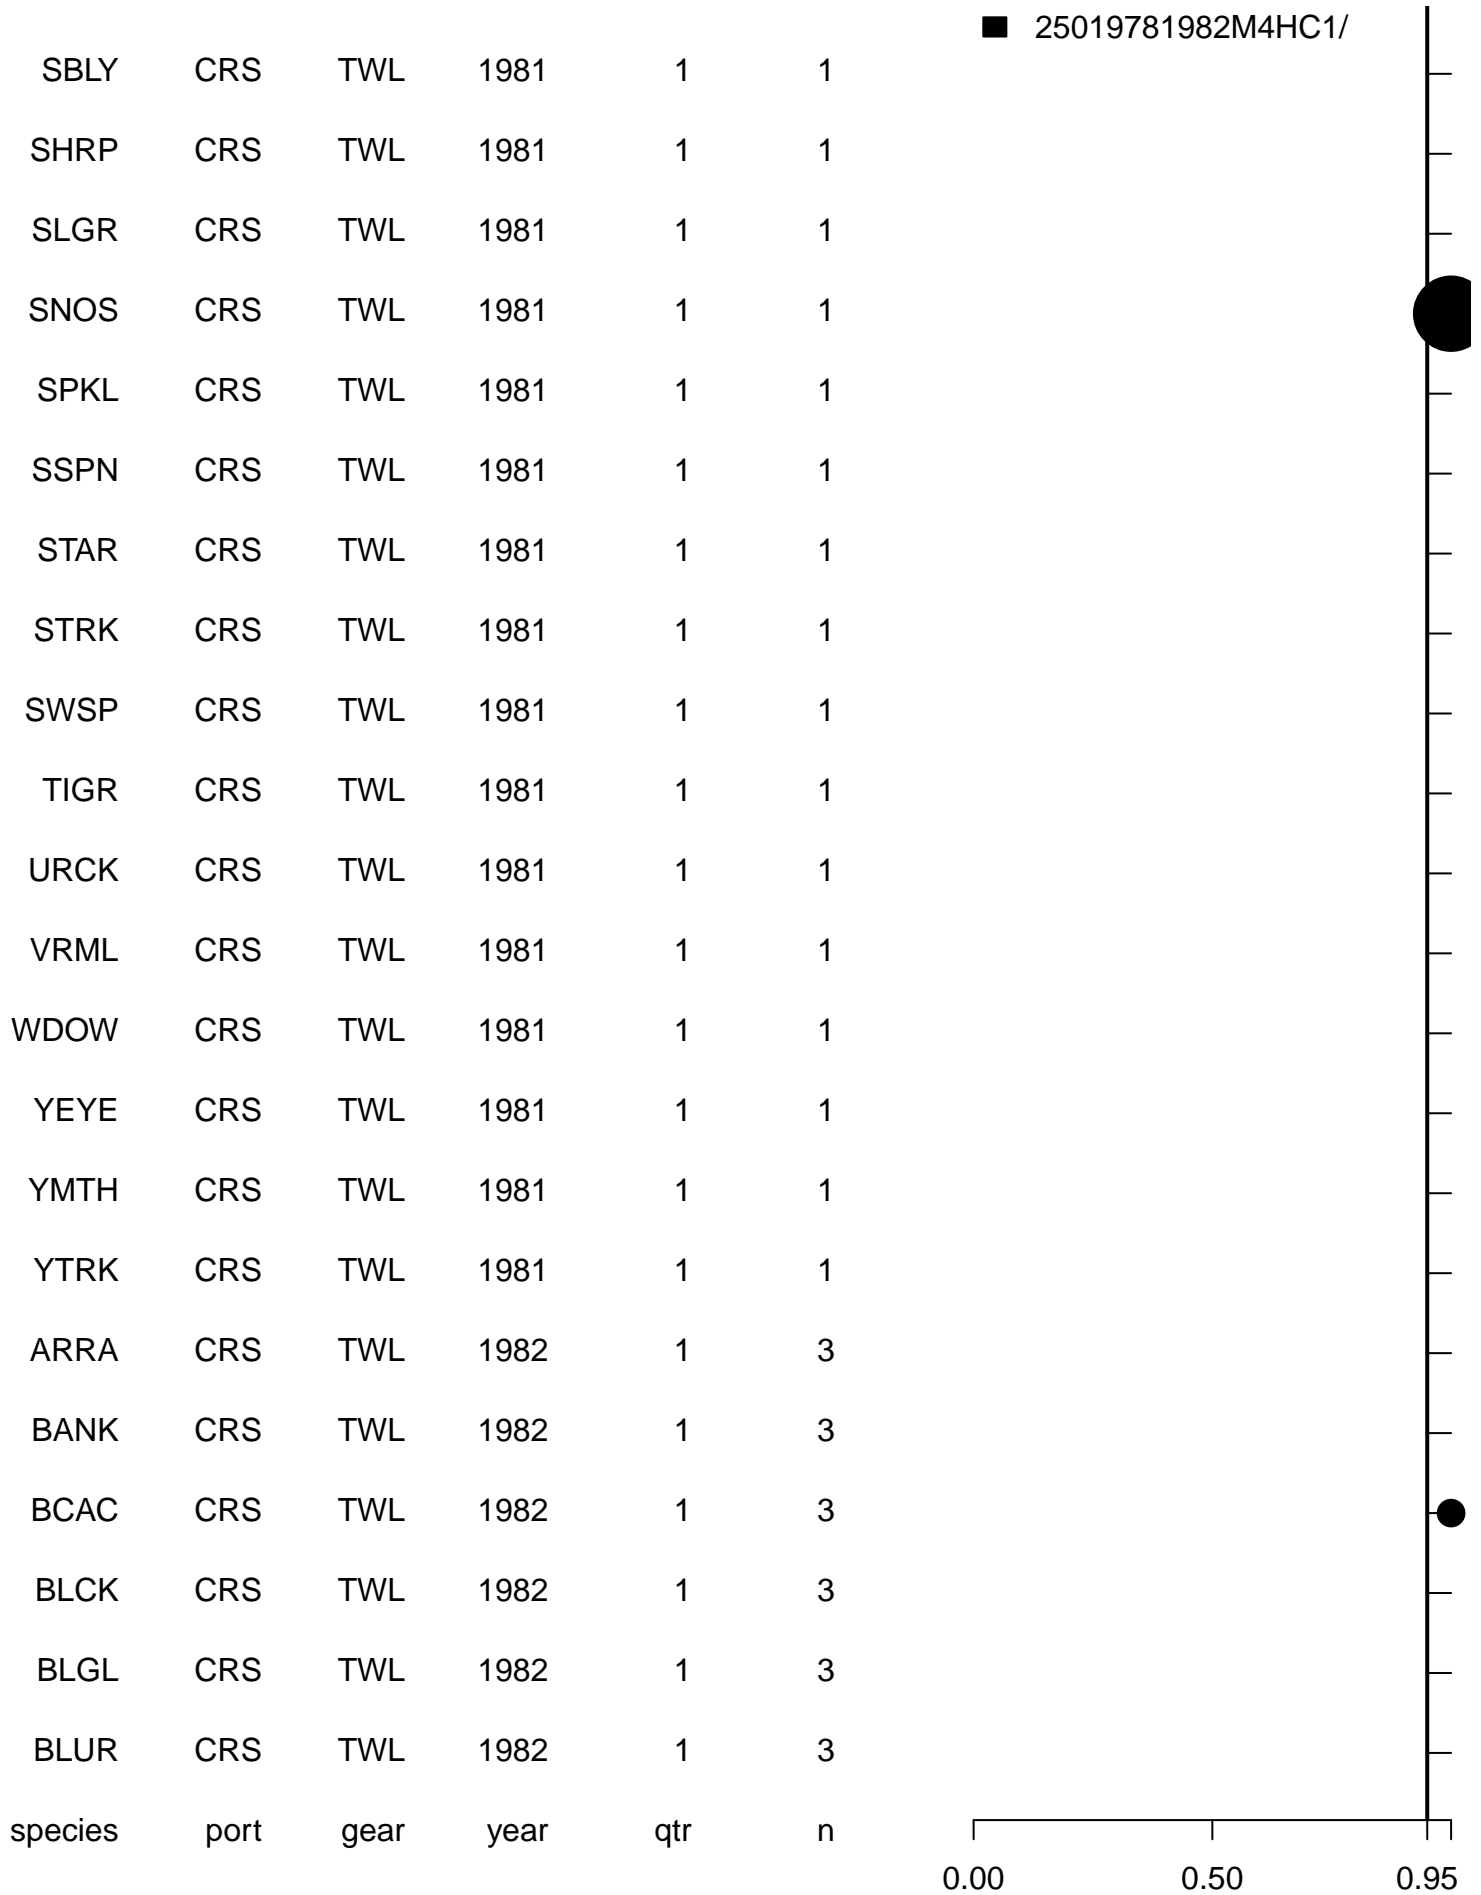 25019781982M4HC1/
SBLY CRS TWL 1981 1 1
SHRP CRS TWL 1981 1 1
SLGR CRS TWL 1981 1 1
SNOS CRS TWL 1981 1 1
SPKL CRS TWL 1981 1 1
SSPN CRS TWL 1981 1 1
STAR CRS TWL 1981 1 1
STRK CRS TWL 1981 1 1
SWSP CRS TWL 1981 1 1
TIGR CRS TWL 1981 1 1
URCK CRS TWL 1981 1 1
VRML CRS TWL 1981 1 1
WDOW CRS TWL 1981 1 1
YEYE CRS TWL 1981 1 1
YMTH CRS TWL 1981 1 1
YTRK CRS TWL 1981 1 1
ARRA CRS TWL 1982 1 3
BANK CRS TWL 1982 1 3
BCAC CRS TWL 1982 1 3
BLCK CRS TWL 1982 1 3
BLGL CRS TWL 1982 1 3
BLUR CRS TWL 1982 1 3
species port gear year qtr n
0.00 0.50 0.95